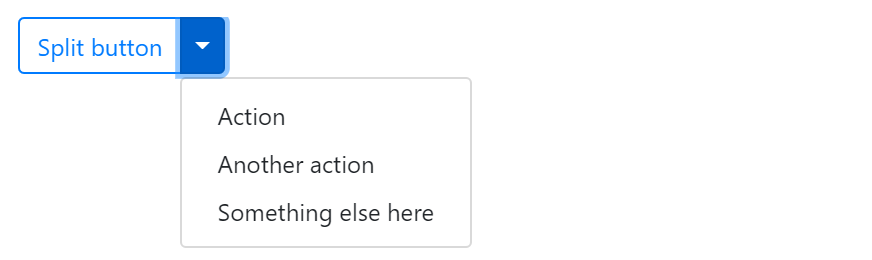 Split button
Action
Another action
Something else here